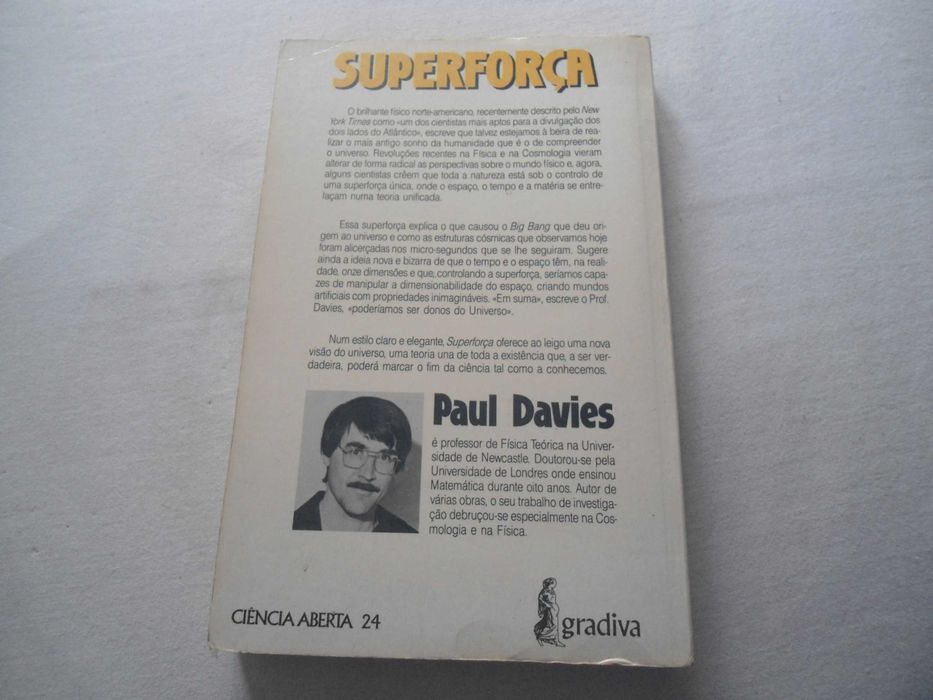 SUPERFORÇA
O brilhante físico norte-americano, recentemente descrito pelo New
York Times como «um dos cientistas mais aptos para a divulgação dos
dois lados do Atlântico», escreve que talvez estejamos à beira de rea-
lizar o mais antigo sonho da humanidade que é o de compreender
o universo. Revoluções recentes na Física e na Cosmologia vieram
alterar de forma radical as perspectivas sobre o mundo físico e, agora,
alguns cientistas crêem que toda a natureza está sob o controlo de
uma superforça única, onde o espaço, o tempo e a matéria se entre-
laçam numa teoria unificada.
Essa superforça explica o que causou o Big Bang que deu ori-
gem ao universo e como as estruturas cósmicas que observamos hoje
foram alicerçadas nos micro-segundos que se lhe seguiram. Sugere
ainda a ideia nova e bizarra de que o tempo e o espaço têm, na reali-
dade, onze dimensões e que, controlando a superforça, seríamos capa-
zes de manipular a dimensionabilidade do espaço, criando mundos
artificiais com propriedades inimagináveis. «Em suma», escreve o Prof.
Davies, «poderíamos ser donos do Universo».
Num estilo claro e elegante, Superforça oferece ao leigo uma nova
visão do universo, uma teoria una de toda a existência que, a ser ver-
dadeira, poderá marcar o fim da ciência tal como a conhecemos.
Paul Davies
é professor de Física Teórica na Univer-
sidade de Newcastle. Doutorou-se pela
Universidade de Londres onde ensinou
Matemática durante oito anos. Autor de
várias obras, o seu trabalho de investiga-
ção debruçou-se especialmente na Cos-
mologia e na Física.
CIÊNCIA ABERTA 24
gradiva